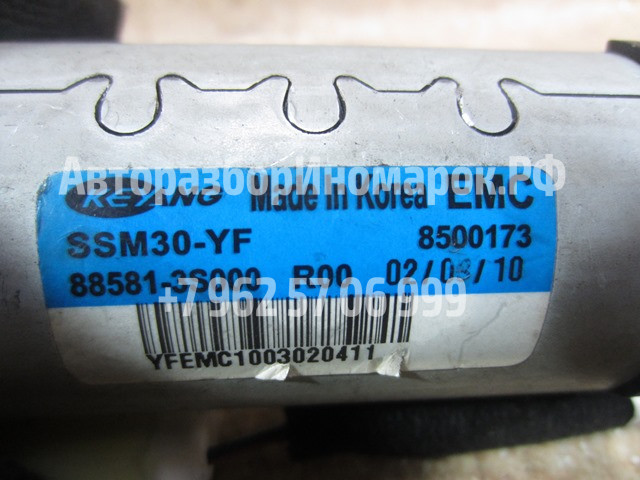 АвторазборИномарок.РФ
KEYANG Made in Korea EMC
SSM30-YF 8500173
88581-3S000 R00 02/03/10
+7962 5706 999
YFEMC1003020411